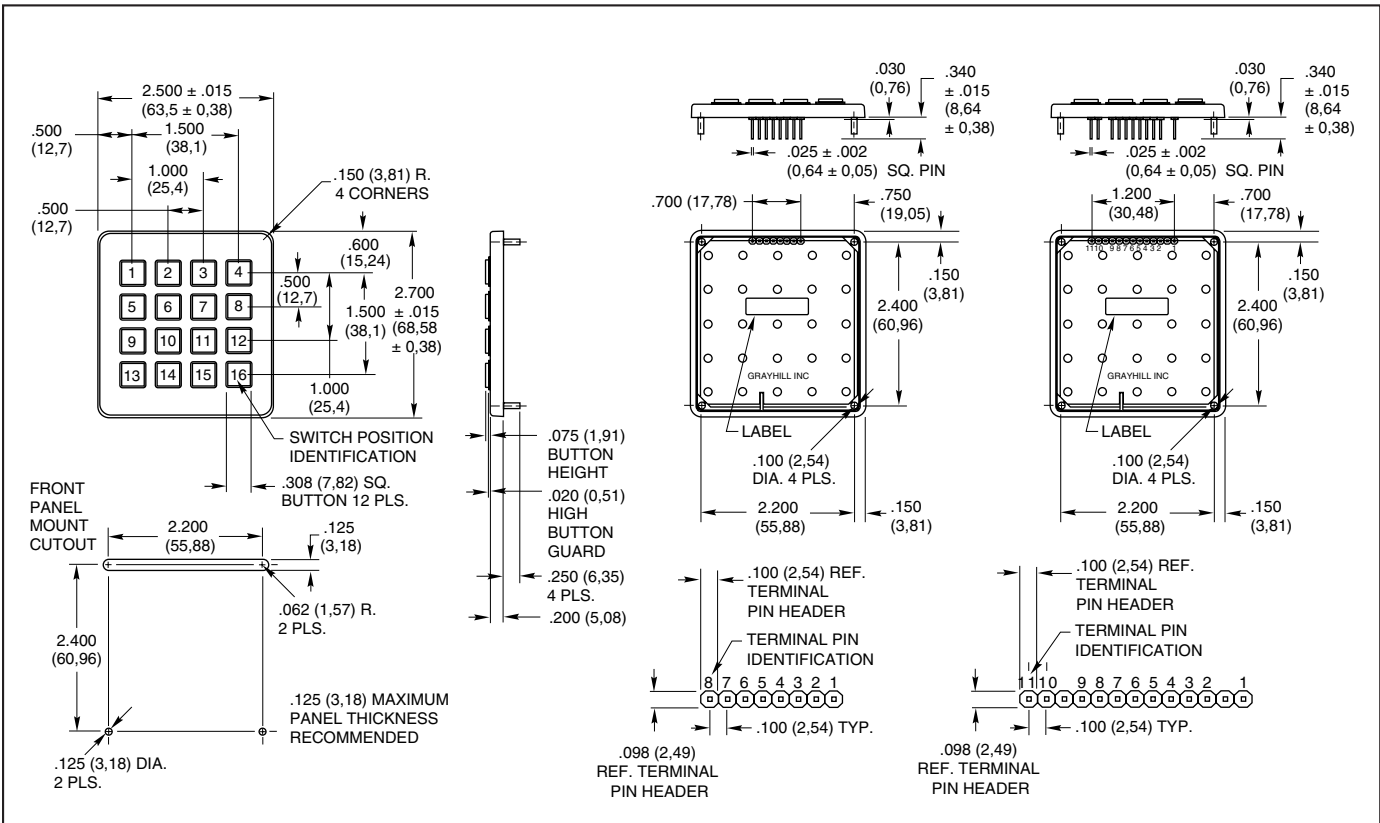 2.500 ± .015
(63,5 ± 0,38)
.500
(12,7)
1.500
(38,1)
1.000
(25,4)
.500
(12,7)
.150 (3,81) R.
4 CORNERS
.600
(15,24)
.500
(12,7)
2.700
± .015
(68,58
± 0,38)
1.500
(38,1)
1.000
(25,4)
1 2 3 4
5 6 7 8
9 10 11 12
13 14 15 16
SWITCH POSITION
IDENTIFICATION
.308 (7,82) SQ.
BUTTON 12 PLS.
FRONT
PANEL
MOUNT
CUTOUT
2.200
(55,88)
.125
(3,18)
.062 (1,57) R.
2 PLS.
2.400
(60,96)
.125 (3,18) MAXIMUM
PANEL THICKNESS
RECOMMENDED
.125 (3,18) DIA.
2 PLS.
.075 (1,91)
BUTTON
HEIGHT
.020 (0,51)
HIGH
BUTTON
GUARD
.250 (6,35)
4 PLS.
.200 (5,08)
.030
(0,76)
.340
± .015
(8,64
± 0,38)
.025 ± .002
(0,64 ± 0,05) SQ. PIN
.700 (17,78)
.750
(19,05)
.150
(3,81)
2.400
(60,96)
GRAYHILL INC
LABEL
.100 (2,54)
DIA. 4 PLS.
2.200
(55,88)
.150
(3,81)
.100 (2,54) REF.
TERMINAL
PIN HEADER
TERMINAL PIN
IDENTIFICATION
8 7 6 5 4 3 2 1
.100 (2,54) TYP.
.098 (2,49)
REF. TERMINAL
PIN HEADER
.030
(0,76)
.340
± .015
(8,64
± 0,38)
.025 ± .002
(0,64 ± 0,05) SQ. PIN
1.200
(30,48)
.700
(17,78)
1110 9 8 7 6 5 4 3 2 1
.150
(3,81)
2.400
(60,96)
GRAYHILL INC
LABEL
.100 (2,54)
DIA. 4 PLS.
2.200
(55,88)
.150
(3,81)
.100 (2,54) REF.
TERMINAL
PIN HEADER
TERMINAL PIN
IDENTIFICATION
11 10 9 8 7 6 5 4 3 2 1
.100 (2,54) TYP.
.098 (2,49)
REF. TERMINAL
PIN HEADER